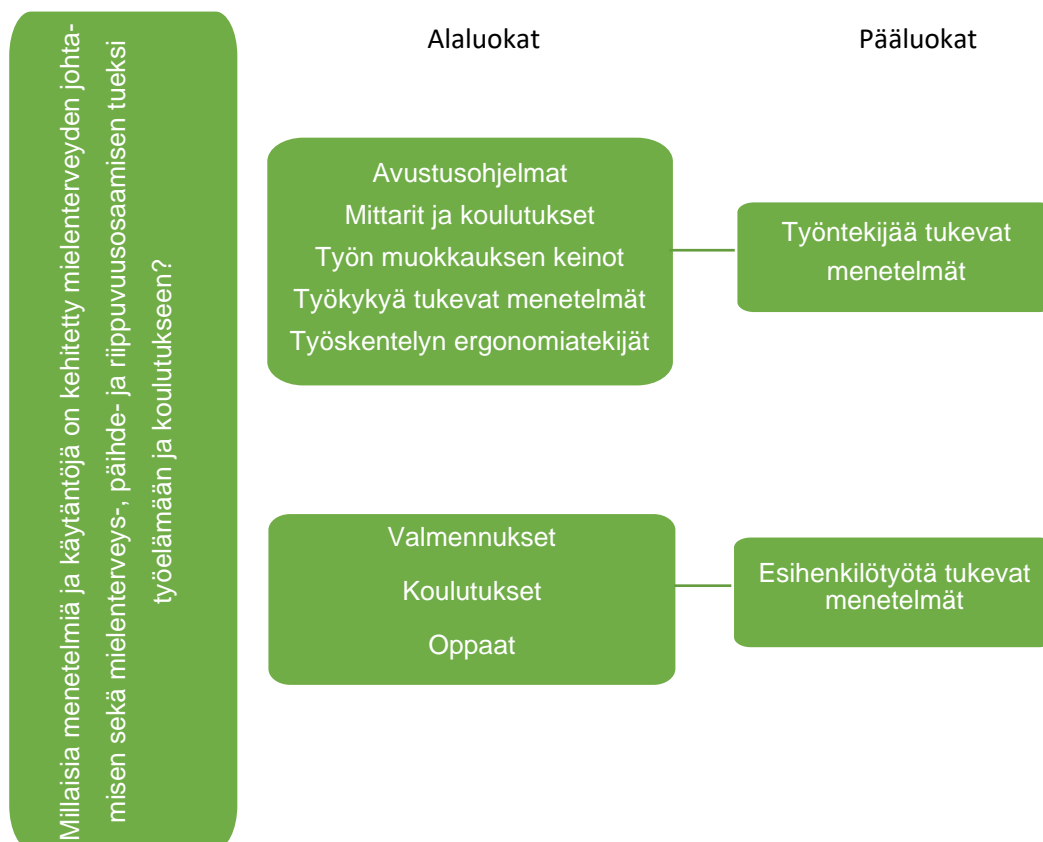 Millaisia menetelmiä ja käytäntöjä on kehitetty mielenterveyden johta-
misen sekä mielenterveys-, päihde- ja riippuvuusosaamisen tueksi
työelämään ja koulutukseen?
Alaluokat
Pääluokat
Avustusohjelmat
Mittarit ja koulutukset
Työn muokkauksen keinot
Työkykyä tukevat menetelmät
Työskentelyn ergonomiatekijät
Työntekijää tukevat
menetelmät
Valmennukset
Koulutukset
Oppaat
Esihenkilötyötä tukevat
menetelmät